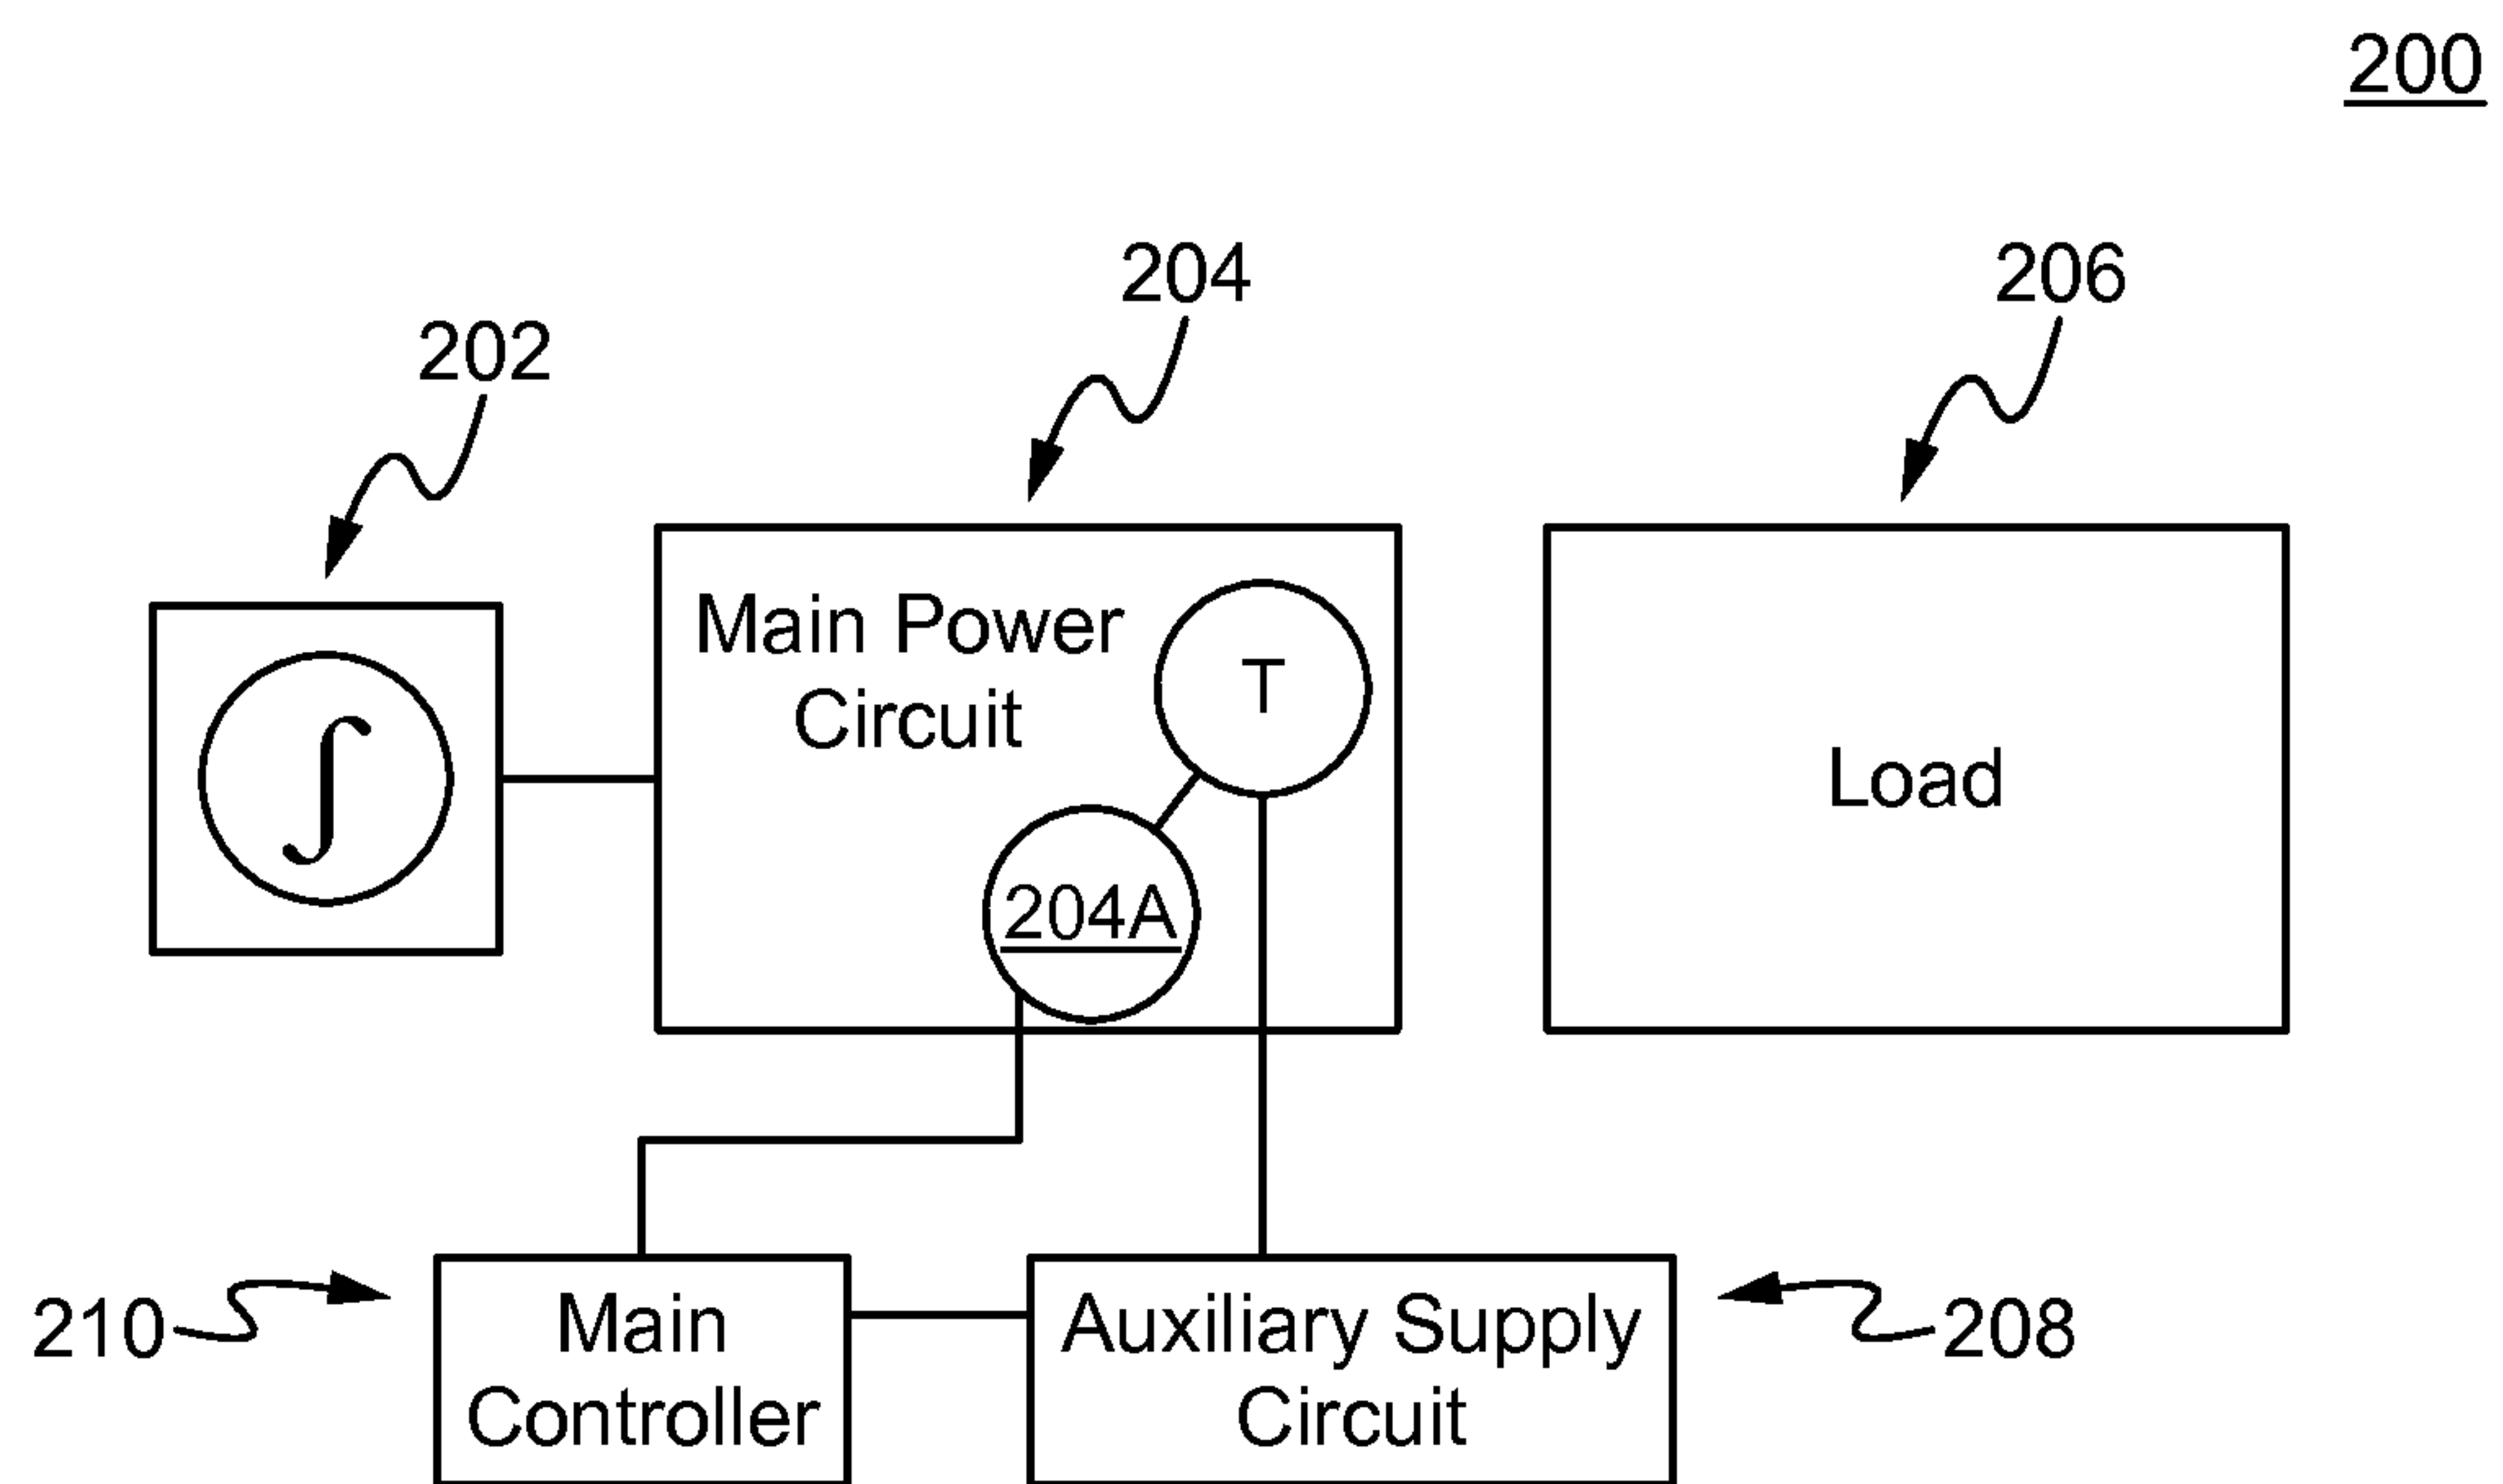 200
204
206
202
Main Power
Circuit
T
∫
Load
204A
210
Main
Controller
Auxiliary Supply
Circuit
208